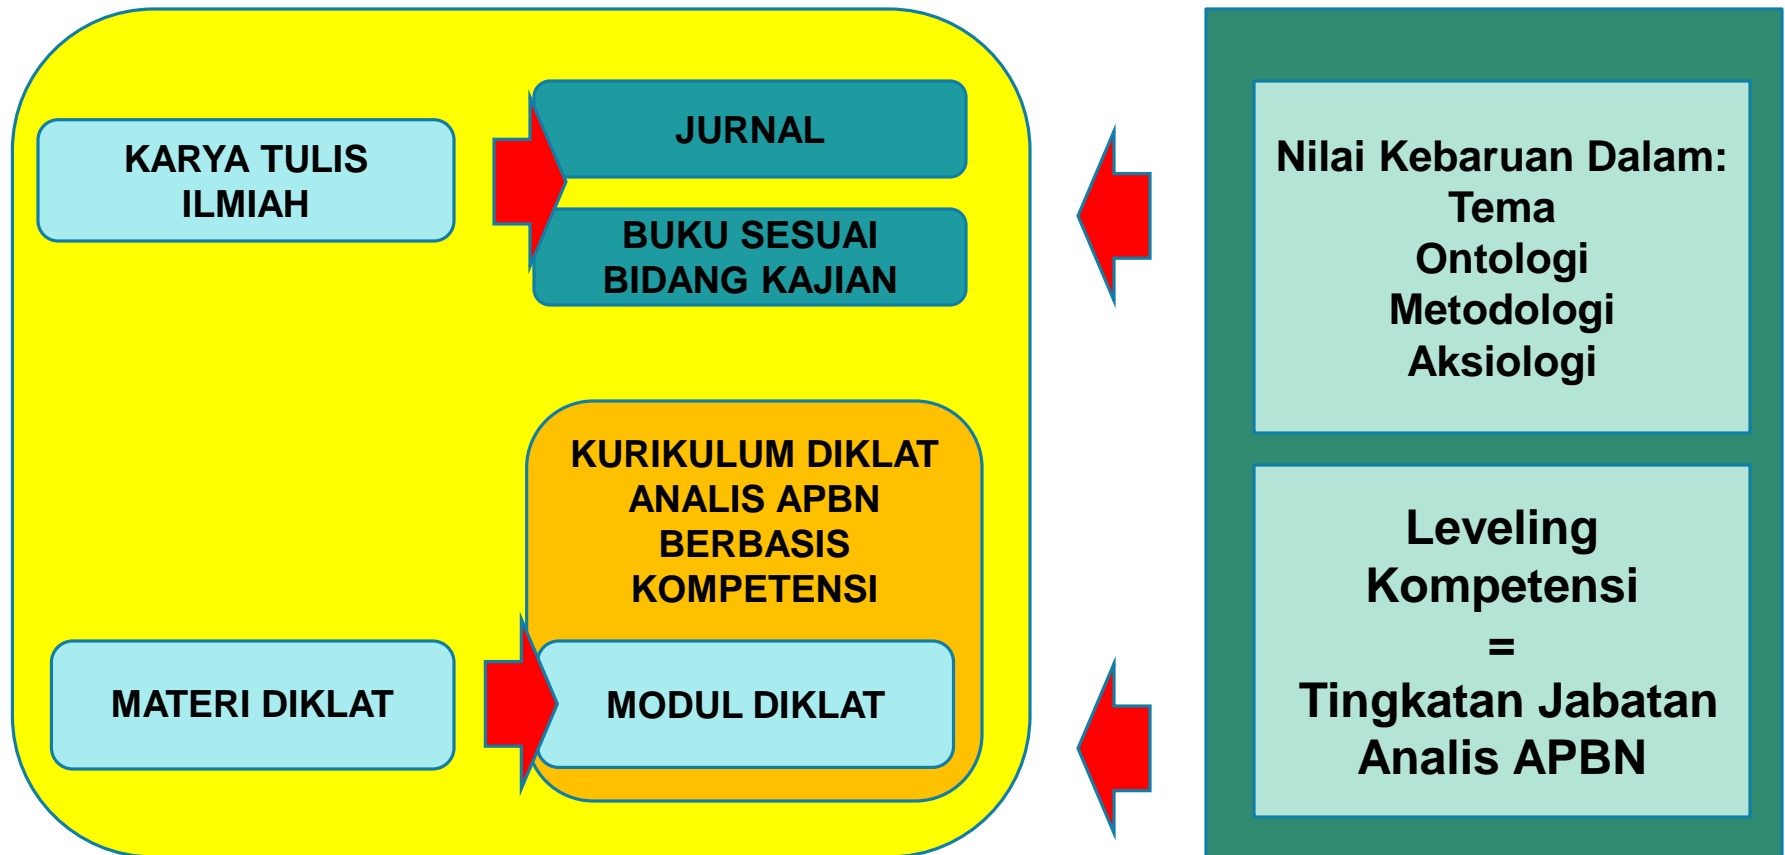 KARYA TULIS
ILMIAH
JURNAL
BUKU SESUAI
BIDANG KAJIAN
KURIKULUM DIKLAT
ANALIS APBN
BERBASIS
KOMPETENSI
MATERI DIKLAT
MODUL DIKLAT
Nilai Kebaruan Dalam:
Tema
Ontologi
Metodologi
Aksiologi
Leveling
Kompetensi
=
Tingkatan Jabatan
Analis APBN